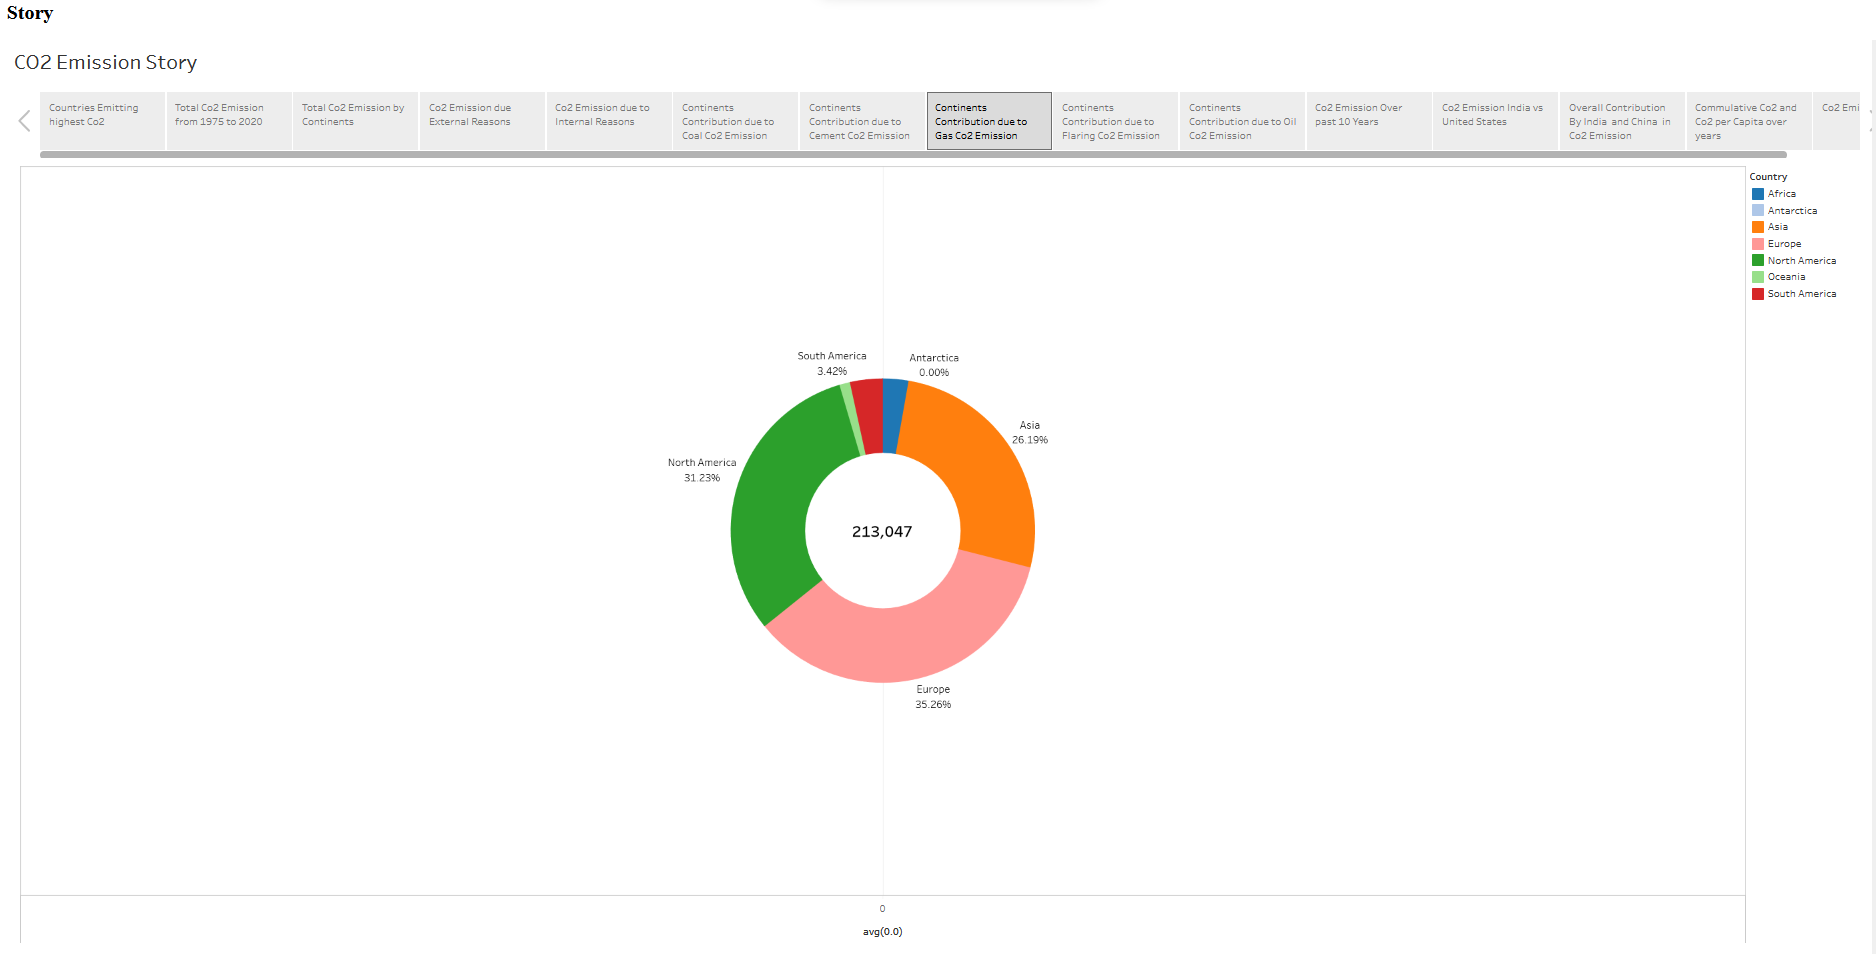 Story
CO2 Emission Story
Countries Emitting
highest Co2
Total Co2 Emission
from 1975 to 2020
Total Co2 Emission by
Continents
Co2 Emission due
External Reasons
Co2 Emission due to
Internal Reasons
Continents
Contribution due to
Coal Co2 Emission
Continents
Contribution due to
Cement Co2 Emission
Continents
Contribution due to
Gas Co2 Emission
Continents
Contribution due to
Flaring Co2 Emission
Continents
Contribution due to Oil
Co2 Emission
Co2 Emission Over
past 10 Years
Co2 Emission India vs
United States
Overall Contribution
By India and China in
Co2 Emission
Commulative Co2 and
Co2 per Capita over
years
Co2 Emi
Country
Africa
Antarctica
Asia
Europe
North America
Oceania
South America
South America
3.42%
Antarctica
0.00%
Asia
26.19%
North America
31.23%
213,047
Europe
35.26%
0
avg(0.0)